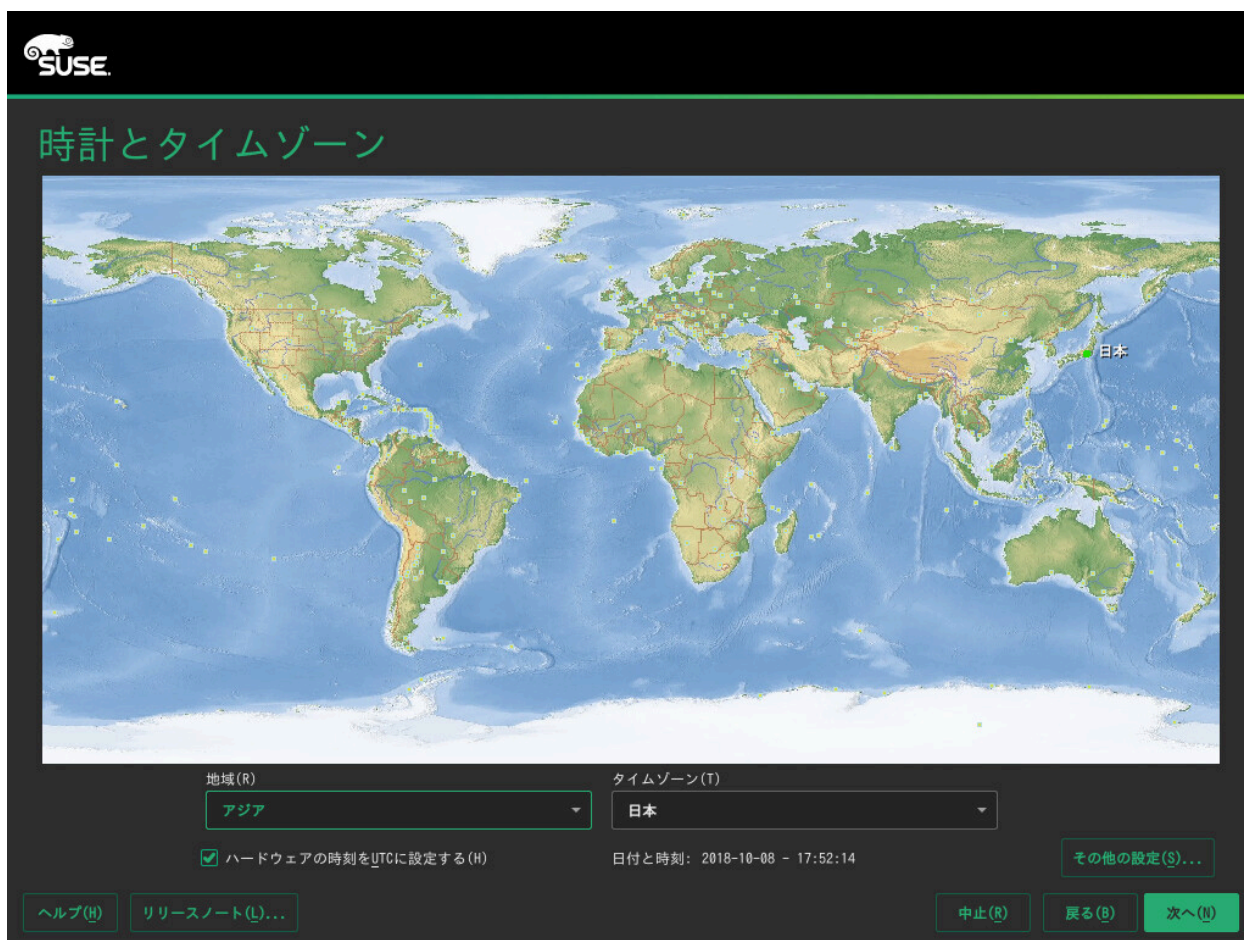 SUSE.
時計とタイムゾーン
日本
地域(R)
タイムゾーン(T)
アジア
日本
ハードウェアの時刻をUTCに設定する(H)
日付と時刻: 2018-10-08 - 17:52:14
その他の設定(S)...
ヘルプ(H)
リリースノート(L)...
中止(R)
戻る(B)
次へ(N)